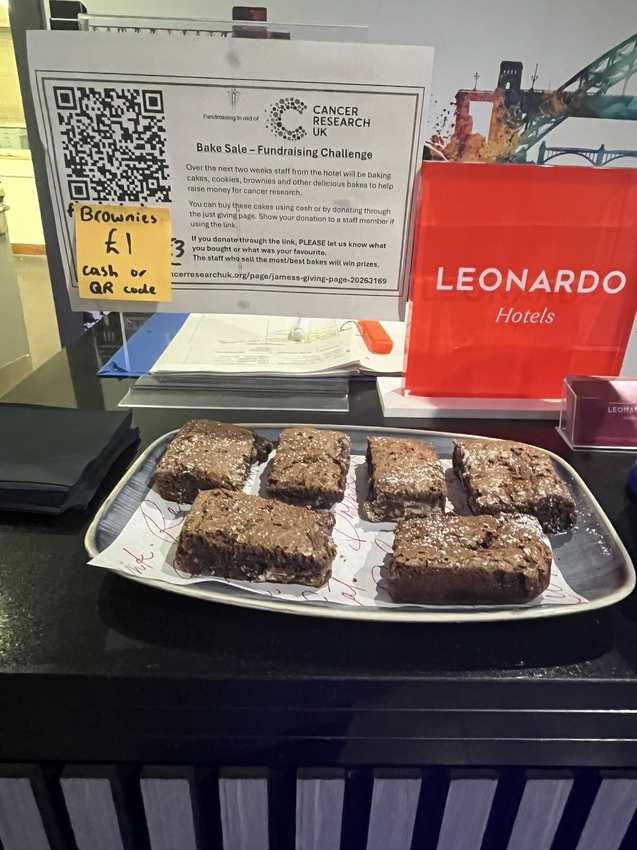 Fundraising in aid of
CANCER
RESEARCH
UK
Bake Sale – Fundraising Challenge
Over the next two weeks staff from the hotel will be baking
cakes, cookies, brownies and other delicious bakes to help
raise money for cancer research.
You can buy these cakes using cash or by donating through
the just giving page. Show your donation to a staff member if
using the link.
If you donate through the link, PLEASE let us know what
you bought or what was your favourite.
The staff who sell the most/best bakes will win prizes.
cerresearchuk.org/page/jamess-giving-page-20263169
Brownies
£1
cash or
QR code
LEONARDO
Hotels